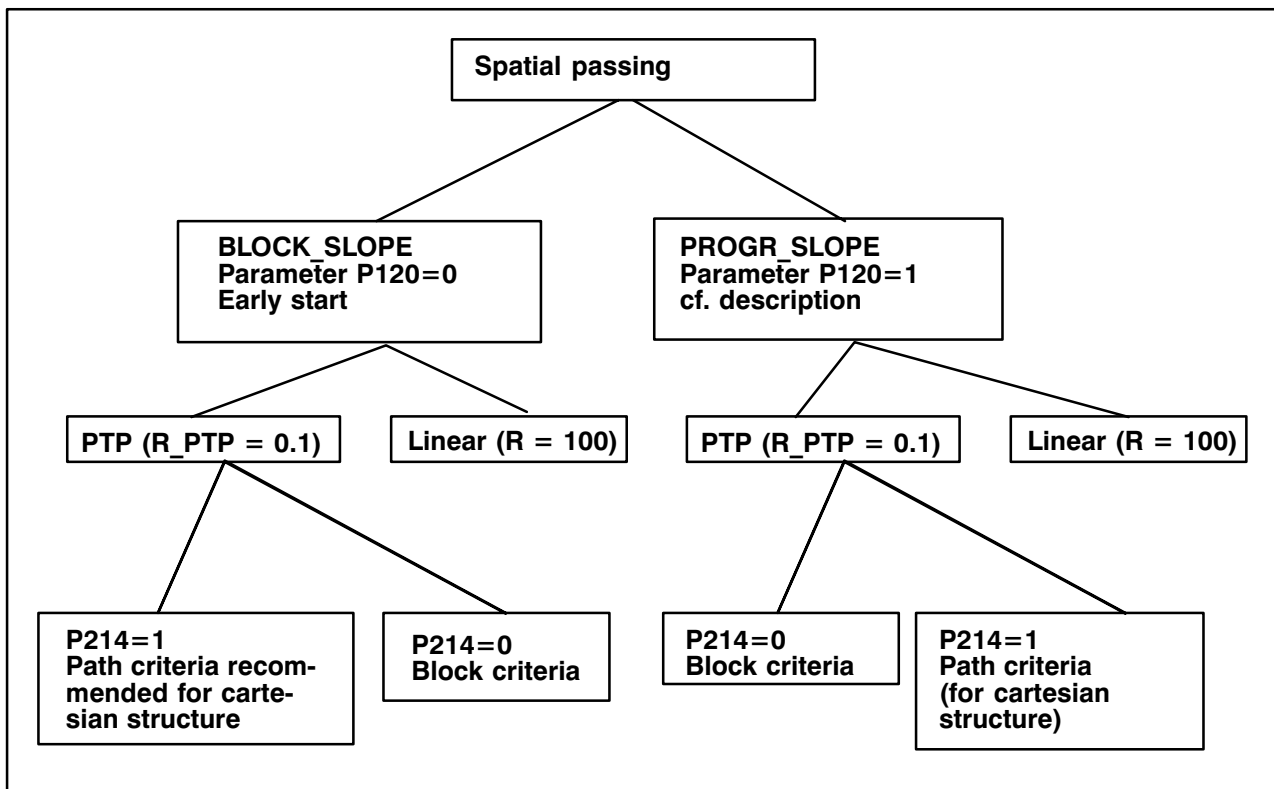 Spatial passing
BLOCK_SLOPE
Parameter P120=0
Early start
PROGR_SLOPE
Parameter P120=1
cf. description
PTP (R_PTP = 0.1)
Linear (R = 100)
PTP (R_PTP = 0.1)
Linear (R = 100)
P214=1
Path criteria recom-
mended for carte-
sian structure
P214=0
Block criteria
P214=0
Block criteria
P214=1
Path criteria
(for cartesian
structure)